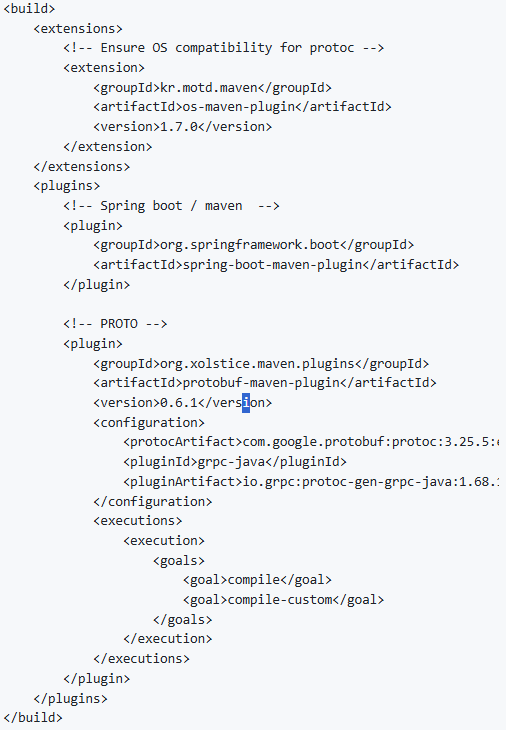 <build>
    <extensions>
        <!-- Ensure OS compatibility for protoc -->
        <extension>
            <groupId>kr.motd.maven</groupId>
            <artifactId>os-maven-plugin</artifactId>
            <version>1.7.0</version>
        </extension>
    </extensions>
    <plugins>
        <!-- Spring boot / maven  -->
        <plugin>
            <groupId>org.springframework.boot</groupId>
            <artifactId>spring-boot-maven-plugin</artifactId>
        </plugin>

        <!-- PROTO -->
        <plugin>
            <groupId>org.xolstice.maven.plugins</groupId>
            <artifactId>protobuf-maven-plugin</artifactId>
            <version>0.6.1</version>
            <configuration>
                <protocArtifact>com.google.protobuf:protoc:3.25.5:
                <pluginId>grpc-java</pluginId>
                <pluginArtifact>io.grpc:protoc-gen-grpc-java:1.68.
            </configuration>
            <executions>
                <execution>
                    <goals>
                        <goal>compile</goal>
                        <goal>compile-custom</goal>
                    </goals>
                </execution>
            </executions>
        </plugin>
    </plugins>
</build>